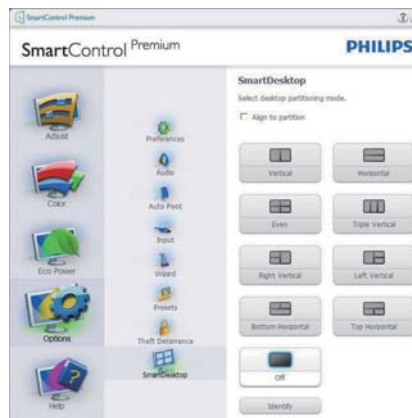 SmartControl Premium
SmartControl Premium
PHILIPS
Adjust
Color
Eco Power
Options
Help
Preferences
Audio
Auto Pivot
Input
Wizard
Presets
Theft Deterrence
SmartDesktop
SmartDesktop
Select desktop partitioning mode.
Align to partition
Vertical
Horizontal
Even
Triple Vertical
Right Vertical
Left Vertical
Bottom Horizontal
Top Horizontal
Off
Identify